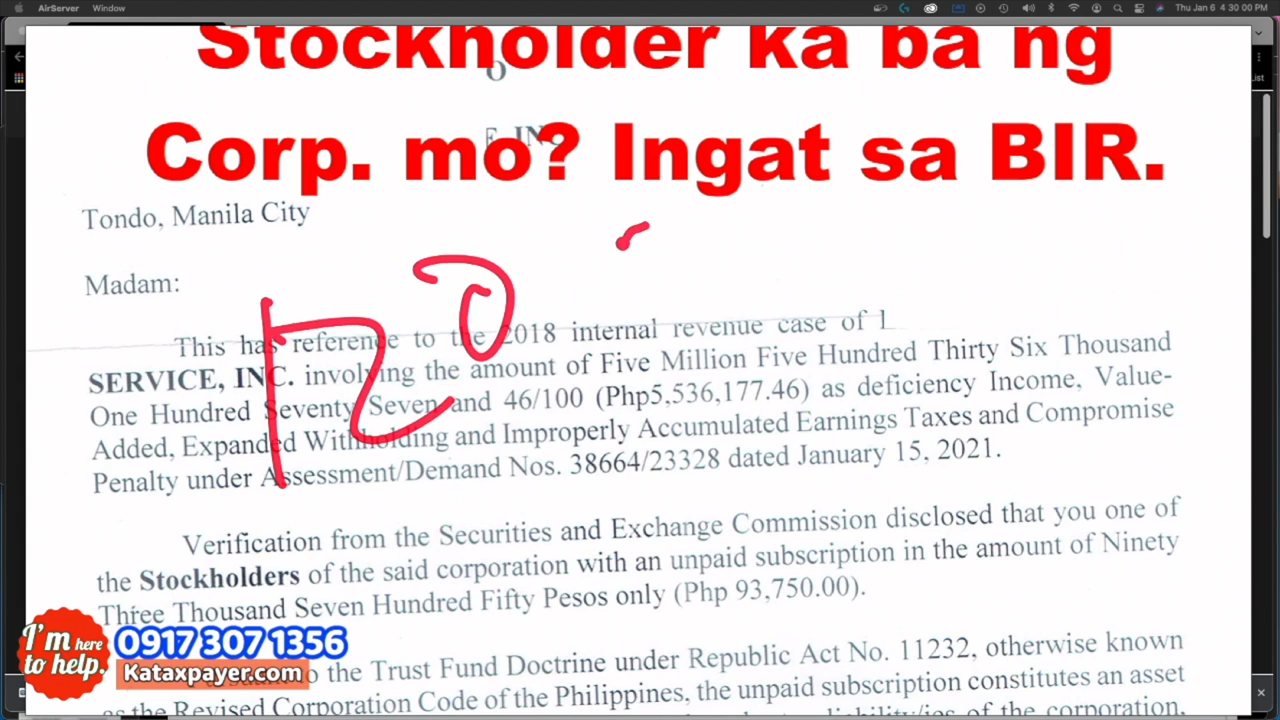 AirServer Window Thu Jan 6 4:30:00 PM
Stockholder ka ba ng
Corp. mo? Ingat sa BIR.
O
E, INC
Tondo, Manila City
Madam:
This has reference to the 2018 internal revenue case of
SERVICE, INC. involving the amount of Five Million Five Hundred Thirty Six Thousand
One Hundred Seventy Seven and 46/100 (Php5,536,177.46) as deficiency Income, Value-
Added, Expanded Withholding and Improperly Accumulated Earnings Taxes and Compromise
Penalty under Assessment/Demand Nos. 38664/23328 dated January 15, 2021.
Verification from the Securities and Exchange Commission disclosed that you one of
the Stockholders of the said corporation with an unpaid subscription in the amount of Ninety
Three Thousand Seven Hundred Fifty Pesos only (Php 93,750.00).
to the Trust Fund Doctrine under Republic Act No. 11232, otherwise known
as the Revised Corporation Code of the Philippines, the unpaid subscription constitutes an asset
of the corporation,
I'm here
to help.
0917 307 1356
Kataxpayer.com